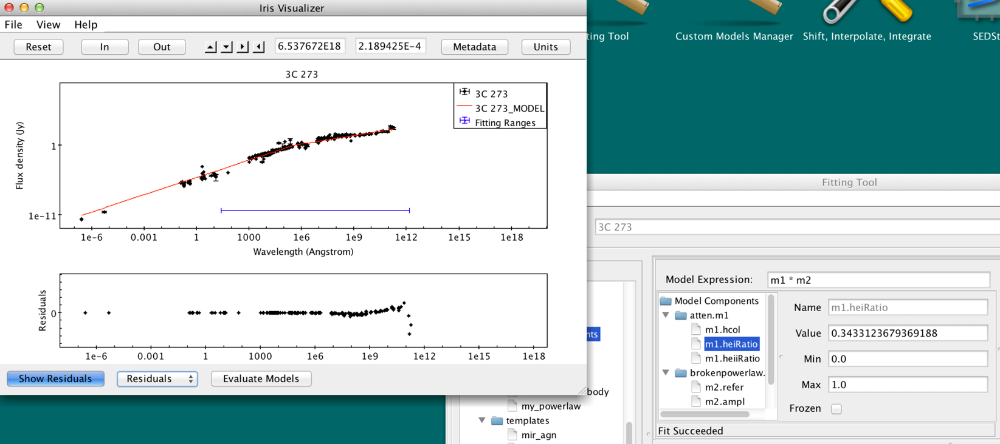 Iris Visualizer
File View Help
Reset In Out 6.537672E18 2.189425E-4 Metadata Units
3C 273
3C 273
3C 273_MODEL
Fitting Ranges
Flux density (Jy)
1
1e-11
1e-6 0.001 1 1000 1e6 1e9 1e12 1e15 1e18
Wavelength (Angstrom)
Residuals
0
1e-6 0.001 1 1000 1e6 1e9 1e12 1e15 1e18
Show Residuals Residuals Evaluate Models
ting Tool Custom Models Manager Shift, Interpolate, Integrate SEDSt
Fitting Tool
3C 273
nts
body
my_powerlaw
templates
mir_agn
Model Expression: m1 * m2
Model Components
atten.m1
m1.hcol
m1.heiRatio
m1.heiiRatio
brokenpowerlaw.
m2.refer
m2.ampl
Name m1.heiRatio
Value 0.3433123679369188
Min 0.0
Max 1.0
Frozen
Fit Succeeded